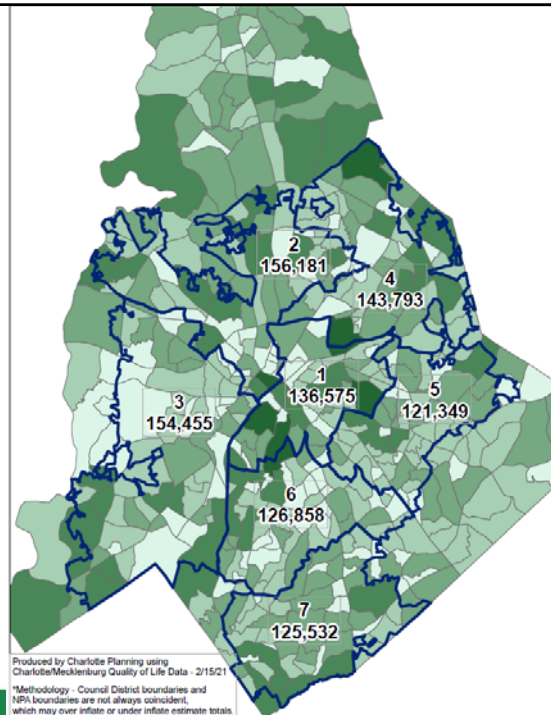 2
156,181
4
143,793
1
136,575
5
121,349
3
154,455
6
126,858
7
125,532
Produced by Charlotte Planning using
Charlotte/Mecklenburg Quality of Life Data - 2/15/21
*Methodology - Council District boundaries and
NPA boundaries are not always coincident,
which may over inflate or under inflate estimate totals.